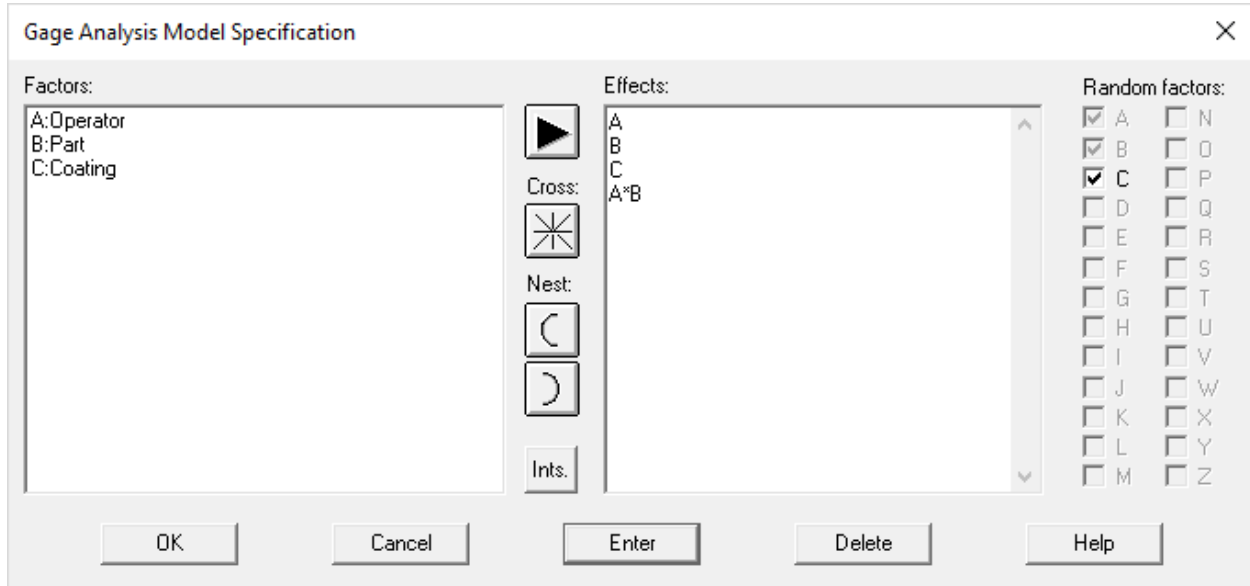 Gage Analysis Model Specification
Factors:
A:Operator
B:Part
C:Coating
Cross:
Nest:
Ints.
Effects:
A
B
C
A*B
Random factors:
A N
B O
C P
D Q
E R
F S
G T
H U
I V
J W
K X
L Y
M Z
OK Cancel Enter Delete Help